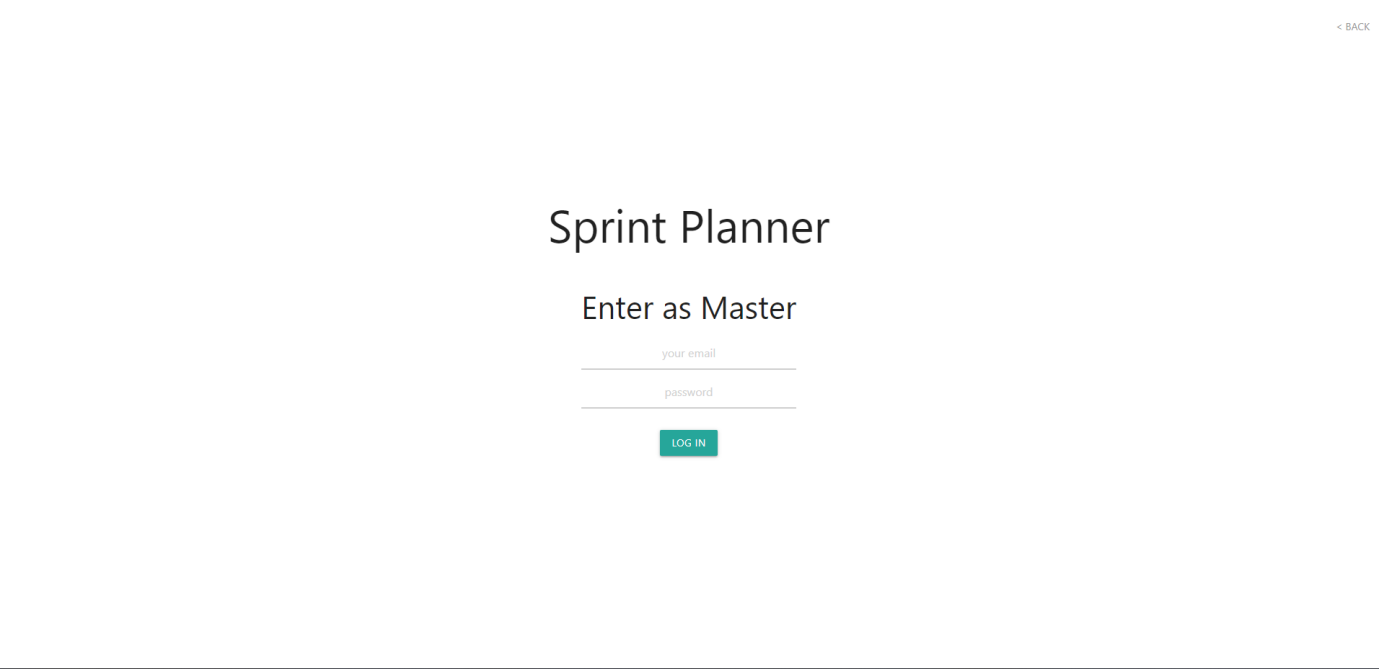 < BACK
Sprint Planner
Enter as Master
your email
password
LOG IN